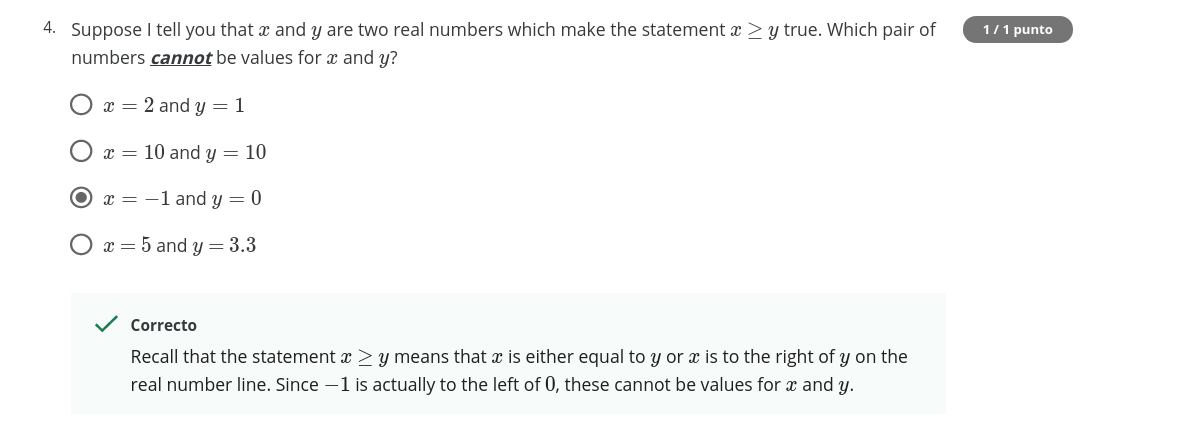 4. Suppose I tell you that x and y are two real numbers which make the statement x ≥ y true. Which pair of
1 / 1 punto
numbers cannot be values for x and y?
x = 2 and y = 1
x = 10 and y = 10
x = −1 and y = 0
x = 5 and y = 3.3
Correcto
Recall that the statement x ≥ y means that x is either equal to y or x is to the right of y on the
real number line. Since −1 is actually to the left of 0, these cannot be values for x and y.